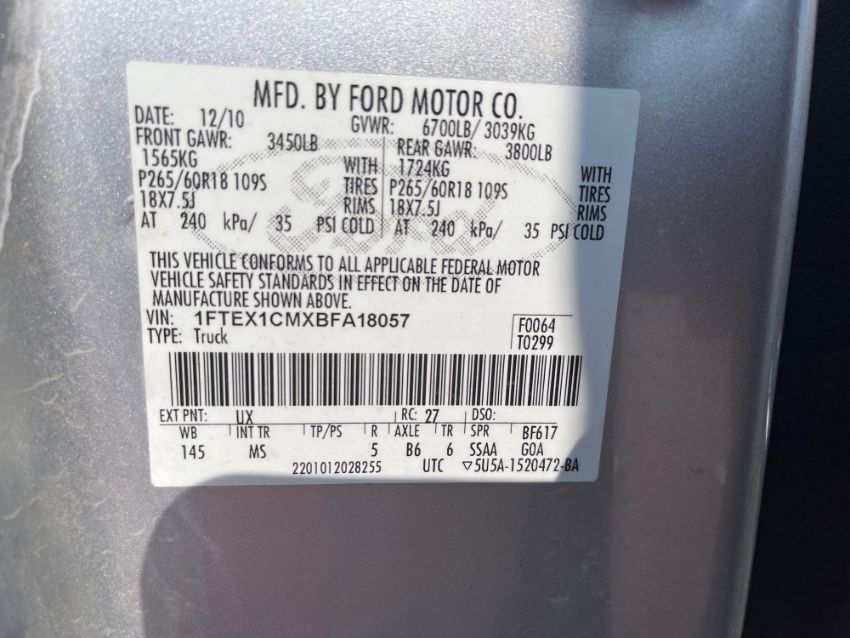 MFD. BY FORD MOTOR CO.
DATE: 12/10 GVWR: 6700LB/ 3039KG
FRONT GAWR: 3450LB REAR GAWR: 3800LB
1565KG WITH 1724KG WITH
P265/60R18 109S TIRES P265/60R18 109S TIRES
18X7.5J RIMS 18X7.5J RIMS
AT 240 kPa/ 35 PSI COLD AT 240 kPa/ 35 PSI COLD
Ford
THIS VEHICLE CONFORMS TO ALL APPLICABLE FEDERAL MOTOR
VEHICLE SAFETY STANDARDS IN EFFECT ON THE DATE OF
MANUFACTURE SHOWN ABOVE.
VIN: 1FTEX1CMXBFA18057 F0064
TYPE: Truck T0299
EXT PNT: UX RC: 27 DSO:
WB INT TR TP/PS R AXLE TR SPR BF617
145 MS 5 B6 6 SSAA GOA
2201012028255 UTC ▽5U5A-1520472-BA